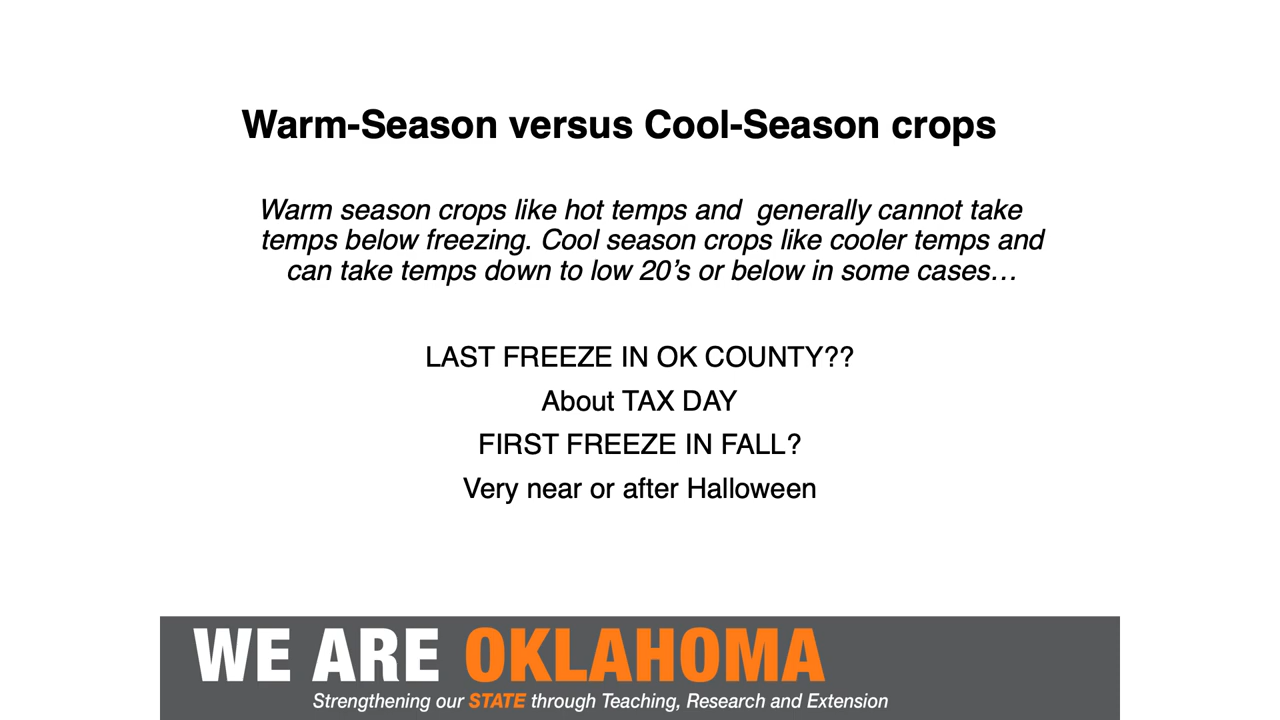 Warm-Season versus Cool-Season crops
Warm season crops like hot temps and  generally cannot take
temps below freezing. Cool season crops like cooler temps and
can take temps down to low 20’s or below in some cases…
LAST FREEZE IN OK COUNTY??
About TAX DAY
FIRST FREEZE IN FALL?
Very near or after Halloween
WE ARE OKLAHOMA
Strengthening our STATE through Teaching, Research and Extension